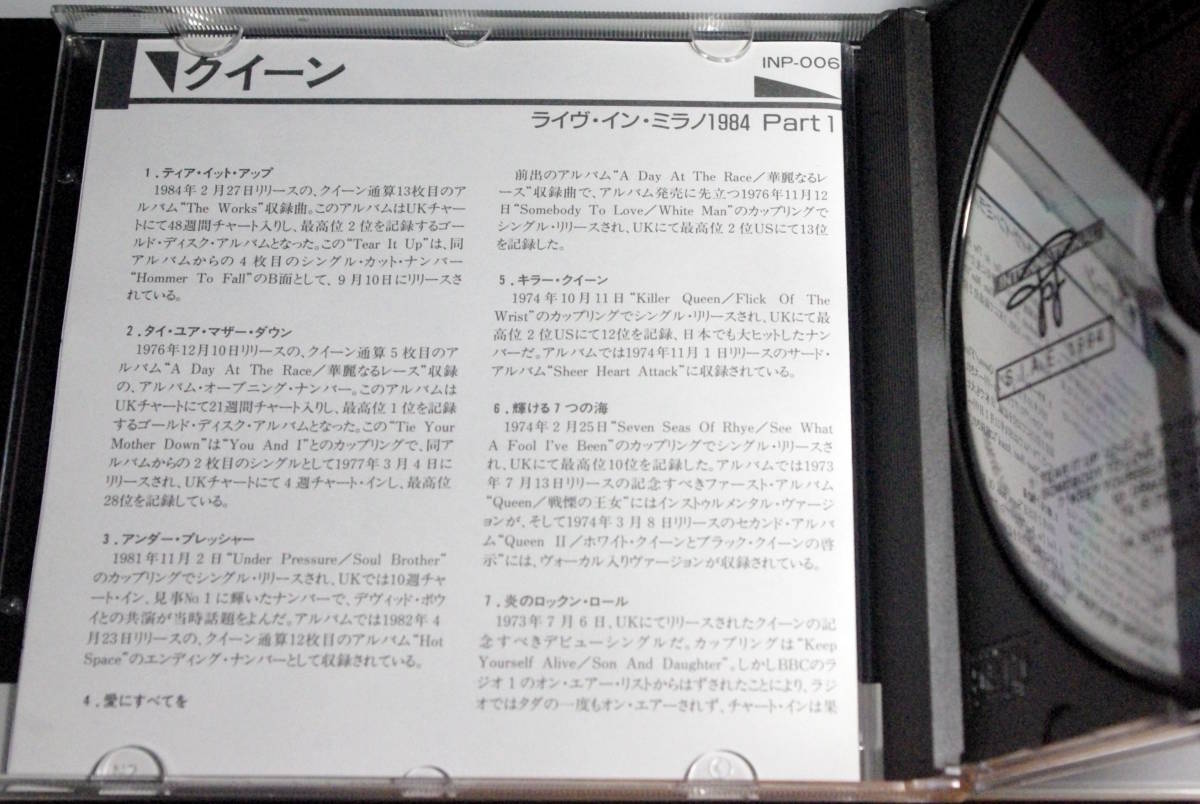 クイーン
INP-006
ライヴ・イン・ミラノ1984 Part 1
1.ティア・イット・アップ
1984年2月27日リリースの、クイーン通算13枚目のア
ルバム“The Works”収録曲。このアルバムはUKチャー
トにて48週間チャート入りし、最高位2位を記録するゴー
ルド・ディスク・アルバムとなった。この“Tear It Up”は、同
アルバムからの4枚目のシングル・カット・ナンバー
“Hommer To Fall”のB面として、9月10日にリリースさ
れている。
2.タイ・ユア・マザー・ダウン
1976年12月10日リリースの、クイーン通算5枚目のア
ルバム“A Day At The Race／華麗なるレース”収録
の、アルバム・オープニング・ナンバー。このアルバムは
UKチャートにて21週間チャート入りし、最高位1位を記録
するゴールド・ディスク・アルバムとなった。この“Tie Your
Mother Down”は“You And I”とのカップリングで、同ア
ルバムからの2枚目のシングルとして1977年3月4日に
リリースされ、UKチャートにて4週チャート・インし、最高位
28位を記録している。
3.アンダー・プレッシャー
1981年11月2日“Under Pressure／Soul Brother”
のカップリングでシングル・リリースされ、UKでは10週チャ
ート・イン、見事No.1に輝いたナンバーで、デヴィッド・ボウ
イとの共演が当時話題をよんだ。アルバムでは1982年4
月23日リリースの、クイーン通算12枚目のアルバム“Hot
Space”のエンディング・ナンバーとして収録されている。
4.愛にすべてを
前出のアルバム“A Day At The Race／華麗なるレ
ース”収録曲で、アルバム発売に先立つ1976年11月12
日“Somebody To Love／White Man”のカップリングで
シングル・リリースされ、UKにて最高位2位USにて13位
を記録した。
5.キラー・クイーン
1974年10月11日“Killer Queen／Flick Of The
Wrist”のカップリングでシングル・リリースされ、UKにて最
高位2位USにて12位を記録、日本でも大ヒットしたナン
バーだ。アルバムでは1974年11月1日リリースのサード・
アルバム“Sheer Heart Attack”に収録されている。
6.輝ける7つの海
1974年2月25日“Seven Seas Of Rhye／See What
A Fool I've Been”のカップリングでシングル・リリースさ
れ、UKにて最高位10位を記録した。アルバムでは1973
年7月13日リリースの記念すべきファースト・アルバム
“Queen／戦慄の王女”にはインストゥルメンタル・ヴァージ
ョンが、そして1974年3月8日リリースのセカンド・アルバ
ム“Queen II／ホワイト・クイーンとブラック・クイーンの啓
示”には、ヴォーカル入りヴァージョンが収録されている。
7.炎のロックン・ロール
1973年7月6日、UKにてリリースされたクイーンの記
念すべきデビューシングルだ。カップリングは“Keep
Yourself Alive／Son And Daughter”。しかしBBCのラ
ジオ1のオン・エアー・リストからはずされたことにより、ラジ
オではタダの一度もオン・エアーされず、チャート・インは果
S.I.A.E. 1984